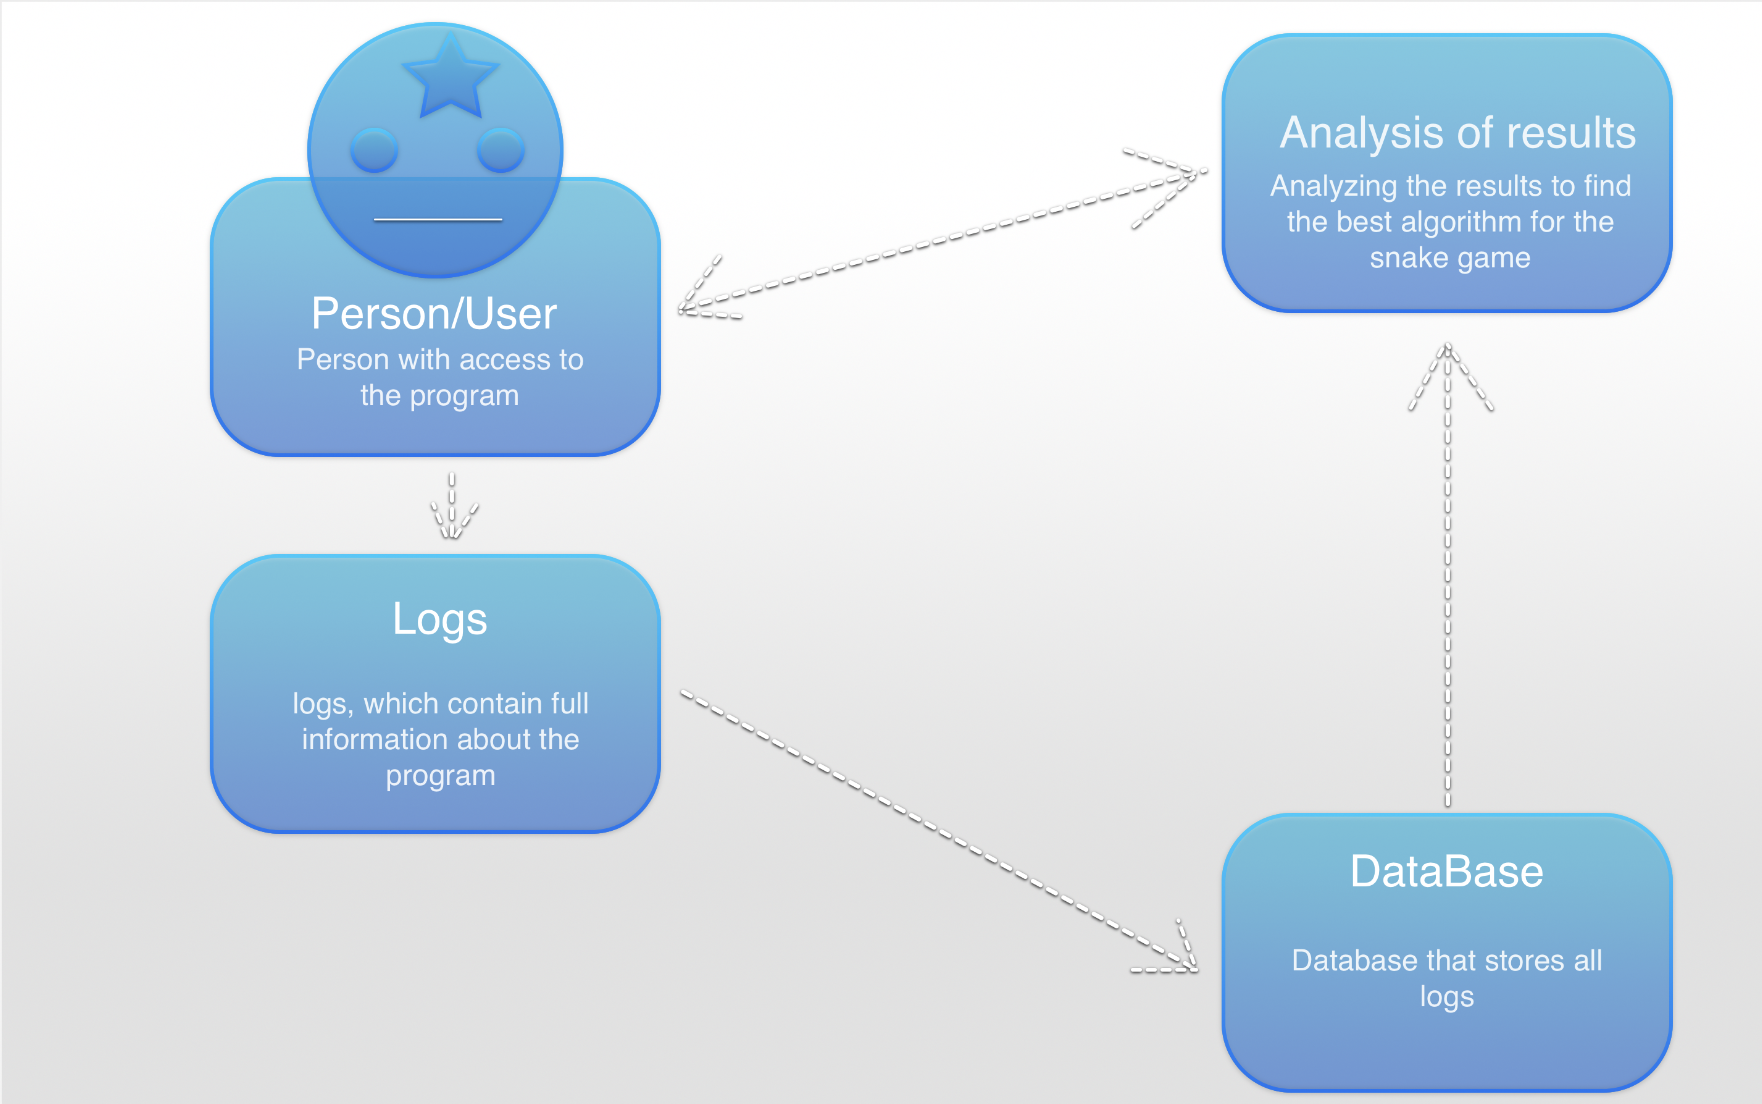 Person/User
Person with access to
the program
Analysis of results
Analyzing the results to find
the best algorithm for the
snake game
Logs
logs, which contain full
information about the
program
DataBase
Database that stores all
logs